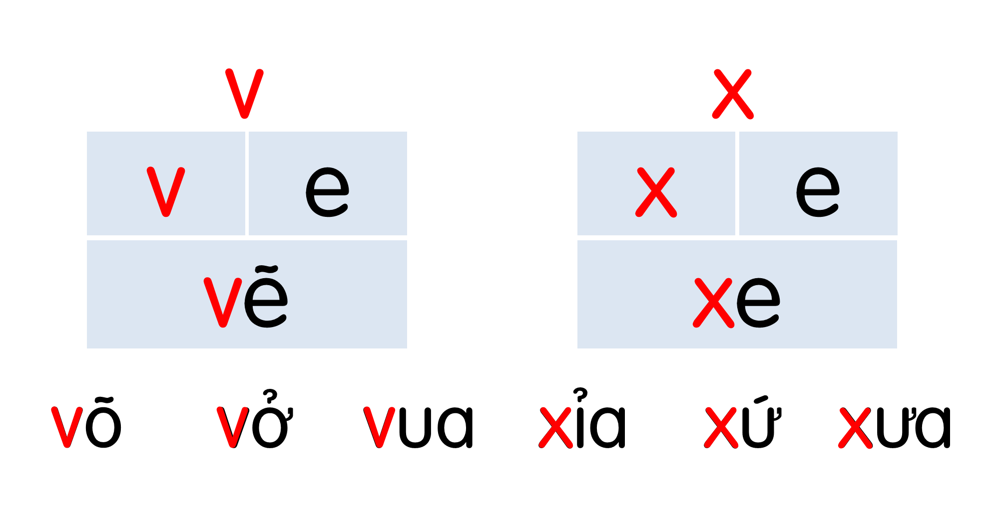 v x
v e x e
vẽ xe
võ vở vua xỉa xứ xưa